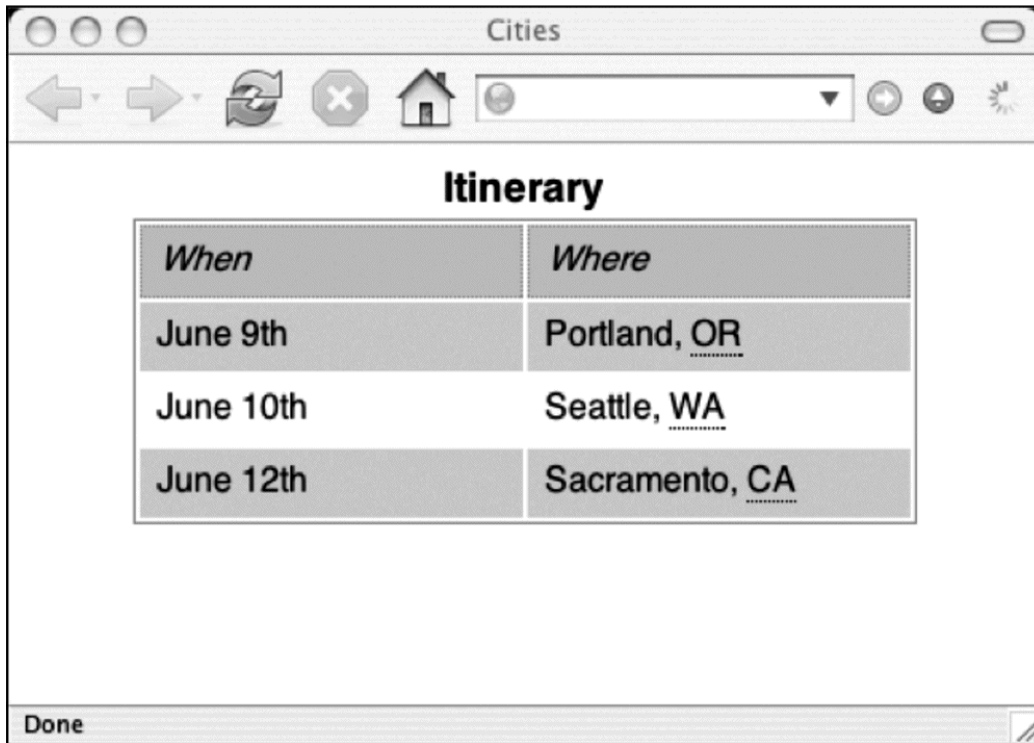 Cities
Itinerary
When Where
June 9th Portland, OR
June 10th Seattle, WA
June 12th Sacramento, CA
Done